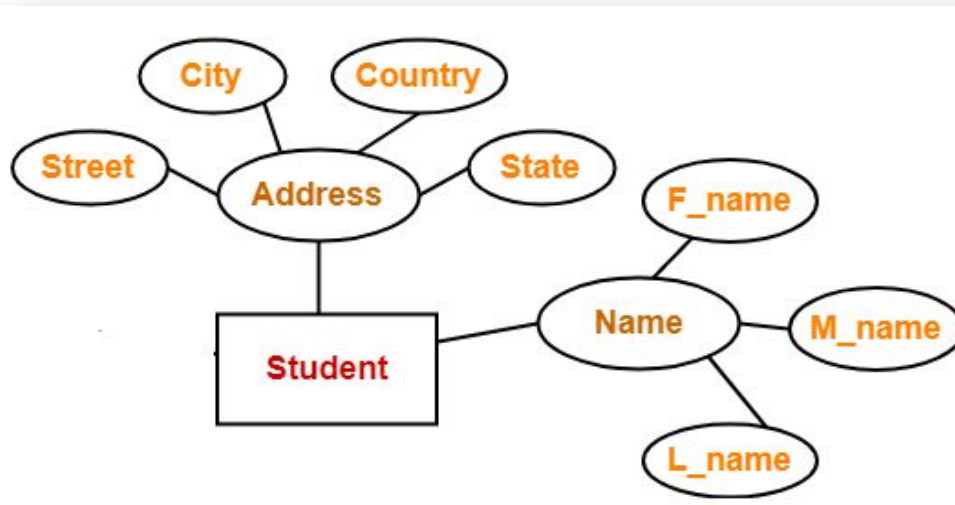 City
Country
Street
Address
State
F_name
Name
M_name
Student
L_name